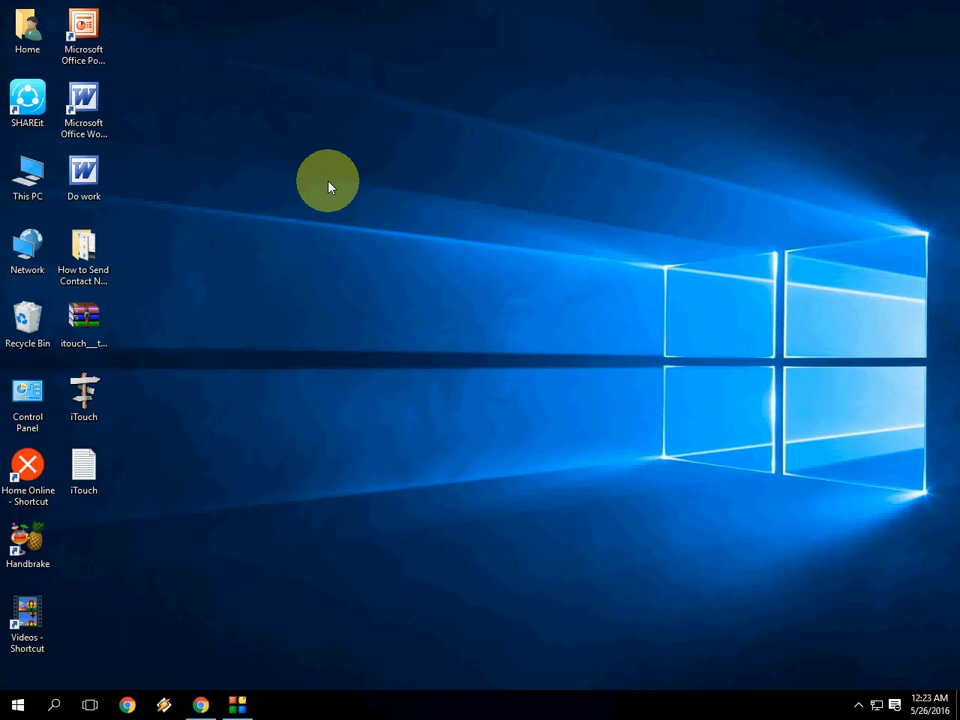 Home
Microsoft
Office Po...
SHAREit
Microsoft
Office Wo...
This PC
Do work
Network
How to Send
Contact N...
Recycle Bin
itouch__t...
Control
Panel
iTouch
Home Online
- Shortcut
iTouch
Handbrake
Videos -
Shortcut
12:23 AM
5/26/2016